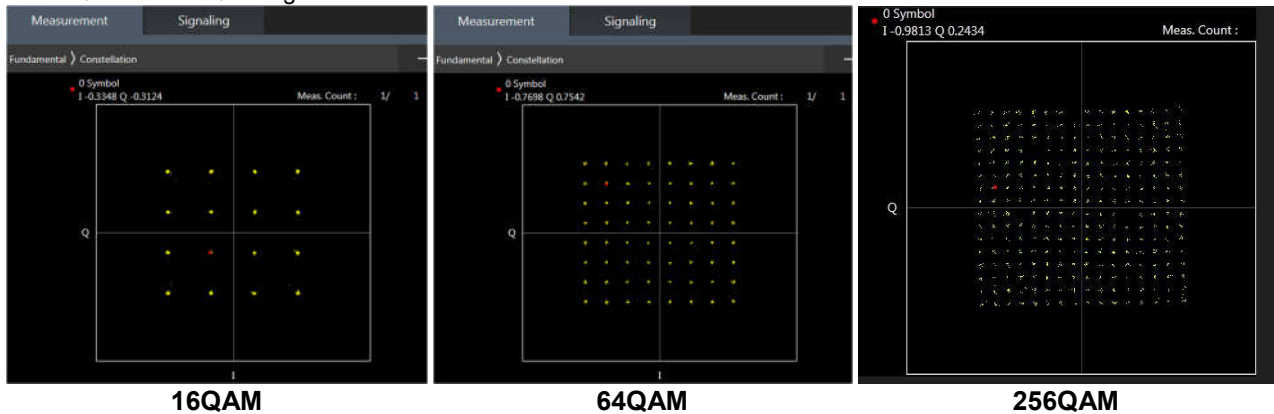 Measurement Signaling
Fundamental 〉 Constellation
0 Symbol
I -0.3348 Q -0.3124 Meas. Count : 1/ 1
Q
I
16QAM
Measurement Signaling
Fundamental 〉 Constellation
0 Symbol
I -0.7698 Q 0.7542 Meas. Count : 1/ 1
Q
I
64QAM
0 Symbol
I -0.9813 Q 0.2434 Meas. Count :
Q
256QAM